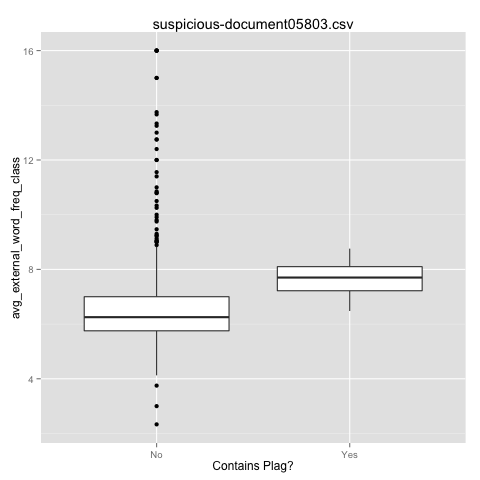 suspicious-document05803.csv
16
12
8
4
avg_external_word_freq_class
No Yes
Contains Plag?